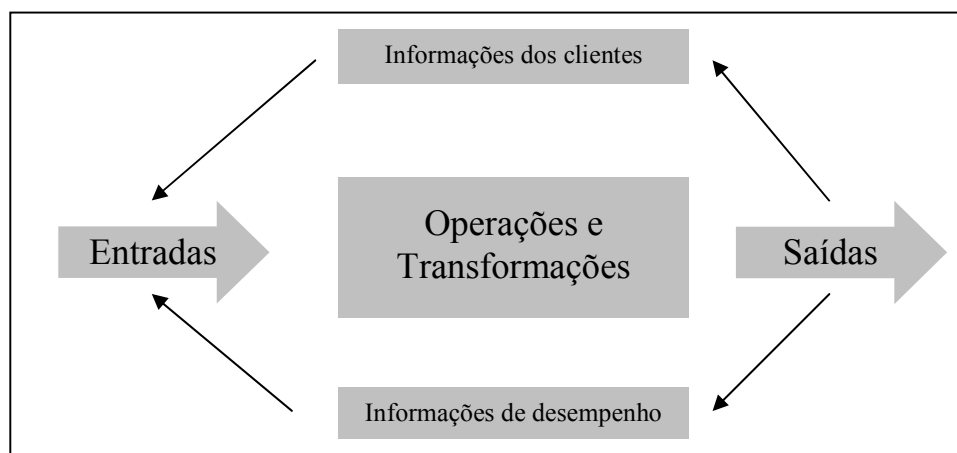 Informações dos clientes
Entradas
Operações e
Transformações
Saídas
Informações de desempenho